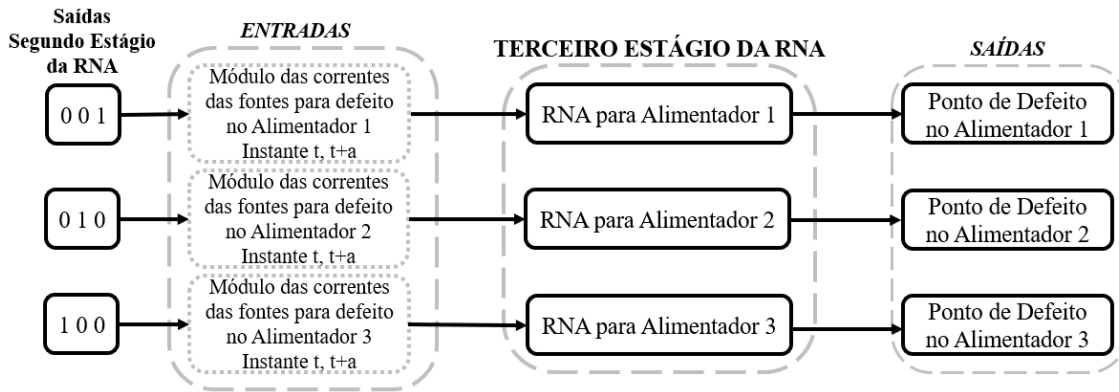 Saídas
Segundo Estágio
da RNA
ENTRADAS
TERCEIRO ESTÁGIO DA RNA
SAÍDAS
0 0 1
Módulo das correntes
das fontes para defeito
no Alimentador 1
Instante t, t+a
RNA para Alimentador 1
Ponto de Defeito
no Alimentador 1
0 1 0
Módulo das correntes
das fontes para defeito
no Alimentador 2
Instante t, t+a
RNA para Alimentador 2
Ponto de Defeito
no Alimentador 2
1 0 0
Módulo das correntes
das fontes para defeito
no Alimentador 3
Instante t, t+a
RNA para Alimentador 3
Ponto de Defeito
no Alimentador 3